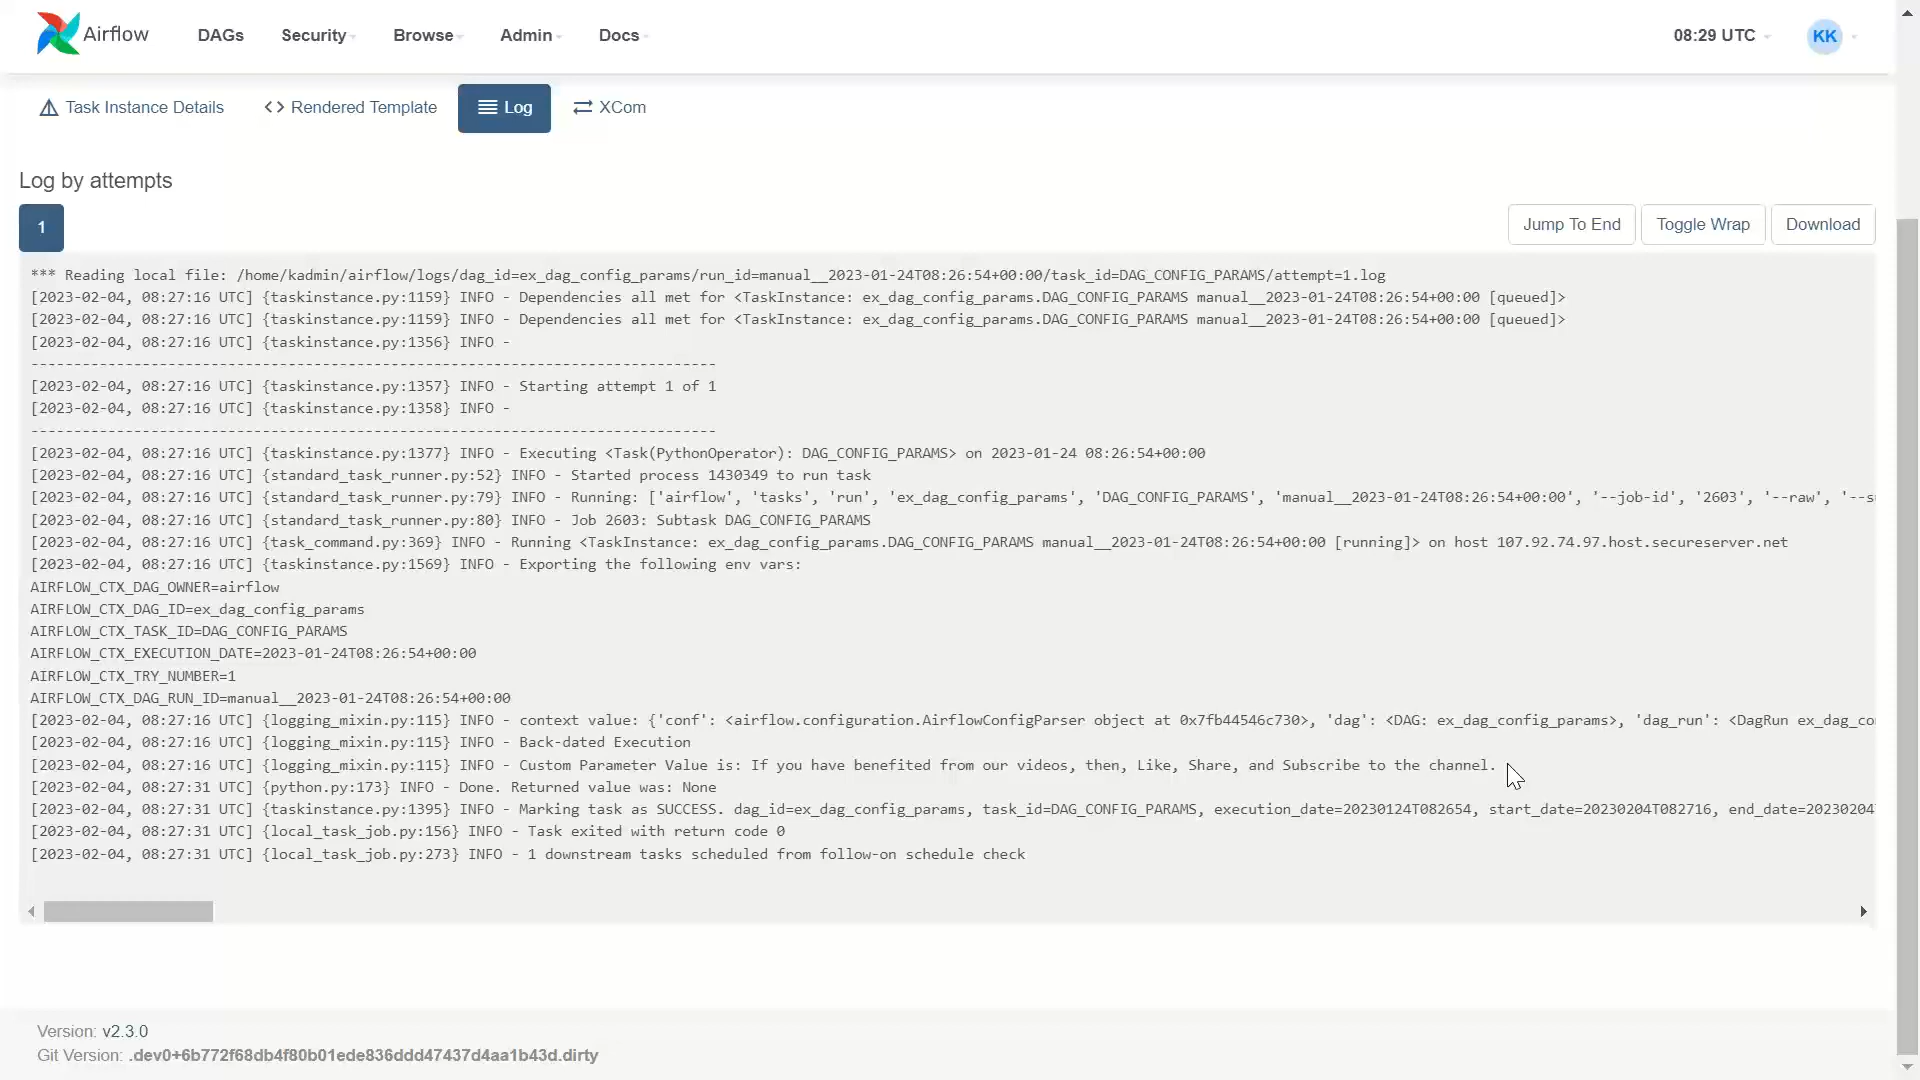 Airflow DAGs Security Browse Admin Docs 08:29 UTC KK
Task Instance Details Rendered Template Log XCom
Log by attempts
1 Jump To End Toggle Wrap Download
*** Reading local file: /home/kadmin/airflow/logs/dag_id=ex_dag_config_params/run_id=manual__2023-01-24T08:26:54+00:00/task_id=DAG_CONFIG_PARAMS/attempt=1.log
[2023-02-04, 08:27:16 UTC] {taskinstance.py:1159} INFO - Dependencies all met for <TaskInstance: ex_dag_config_params.DAG_CONFIG_PARAMS manual__2023-01-24T08:26:54+00:00 [queued]>
[2023-02-04, 08:27:16 UTC] {taskinstance.py:1159} INFO - Dependencies all met for <TaskInstance: ex_dag_config_params.DAG_CONFIG_PARAMS manual__2023-01-24T08:26:54+00:00 [queued]>
[2023-02-04, 08:27:16 UTC] {taskinstance.py:1356} INFO -
--------------------------------------------------------------------------------
[2023-02-04, 08:27:16 UTC] {taskinstance.py:1357} INFO - Starting attempt 1 of 1
[2023-02-04, 08:27:16 UTC] {taskinstance.py:1358} INFO -
--------------------------------------------------------------------------------
[2023-02-04, 08:27:16 UTC] {taskinstance.py:1377} INFO - Executing <Task(PythonOperator): DAG_CONFIG_PARAMS> on 2023-01-24 08:26:54+00:00
[2023-02-04, 08:27:16 UTC] {standard_task_runner.py:52} INFO - Started process 1430349 to run task
[2023-02-04, 08:27:16 UTC] {standard_task_runner.py:79} INFO - Running: ['airflow', 'tasks', 'run', 'ex_dag_config_params', 'DAG_CONFIG_PARAMS', 'manual__2023-01-24T08:26:54+00:00', '--job-id', '2603', '--raw', '--s
[2023-02-04, 08:27:16 UTC] {standard_task_runner.py:80} INFO - Job 2603: Subtask DAG_CONFIG_PARAMS
[2023-02-04, 08:27:16 UTC] {task_command.py:369} INFO - Running <TaskInstance: ex_dag_config_params.DAG_CONFIG_PARAMS manual__2023-01-24T08:26:54+00:00 [running]> on host 107.92.74.97.host.secureserver.net
[2023-02-04, 08:27:16 UTC] {taskinstance.py:1569} INFO - Exporting the following env vars:
AIRFLOW_CTX_DAG_OWNER=airflow
AIRFLOW_CTX_DAG_ID=ex_dag_config_params
AIRFLOW_CTX_TASK_ID=DAG_CONFIG_PARAMS
AIRFLOW_CTX_EXECUTION_DATE=2023-01-24T08:26:54+00:00
AIRFLOW_CTX_TRY_NUMBER=1
AIRFLOW_CTX_DAG_RUN_ID=manual__2023-01-24T08:26:54+00:00
[2023-02-04, 08:27:16 UTC] {logging_mixin.py:115} INFO - context value: {'conf': <airflow.configuration.AirflowConfigParser object at 0x7fb44546c730>, 'dag': <DAG: ex_dag_config_params>, 'dag_run': <DagRun ex_dag_co
[2023-02-04, 08:27:16 UTC] {logging_mixin.py:115} INFO - Back-dated Execution
[2023-02-04, 08:27:16 UTC] {logging_mixin.py:115} INFO - Custom Parameter Value is: If you have benefited from our videos, then, Like, Share, and Subscribe to the channel.
[2023-02-04, 08:27:31 UTC] {python.py:173} INFO - Done. Returned value was: None
[2023-02-04, 08:27:31 UTC] {taskinstance.py:1395} INFO - Marking task as SUCCESS. dag_id=ex_dag_config_params, task_id=DAG_CONFIG_PARAMS, execution_date=20230124T082654, start_date=20230204T082716, end_date=20230204
[2023-02-04, 08:27:31 UTC] {local_task_job.py:156} INFO - Task exited with return code 0
[2023-02-04, 08:27:31 UTC] {local_task_job.py:273} INFO - 1 downstream tasks scheduled from follow-on schedule check
Version: v2.3.0
Git Version: .dev0+6b772f68db4f80b01ede836ddd47437d4aa1b43d.dirty